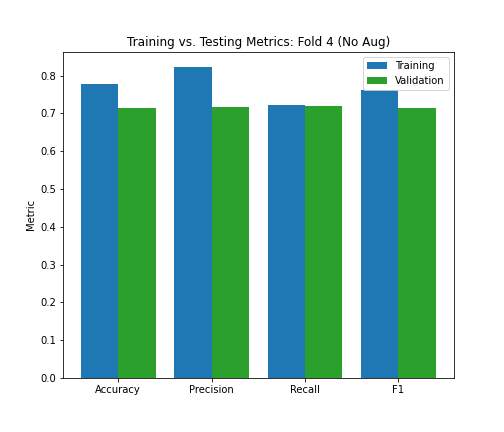 Training vs. Testing Metrics: Fold 4 (No Aug)
Training
Validation
Metric
0.8
0.7
0.6
0.5
0.4
0.3
0.2
0.1
0.0
Accuracy Precision Recall F1